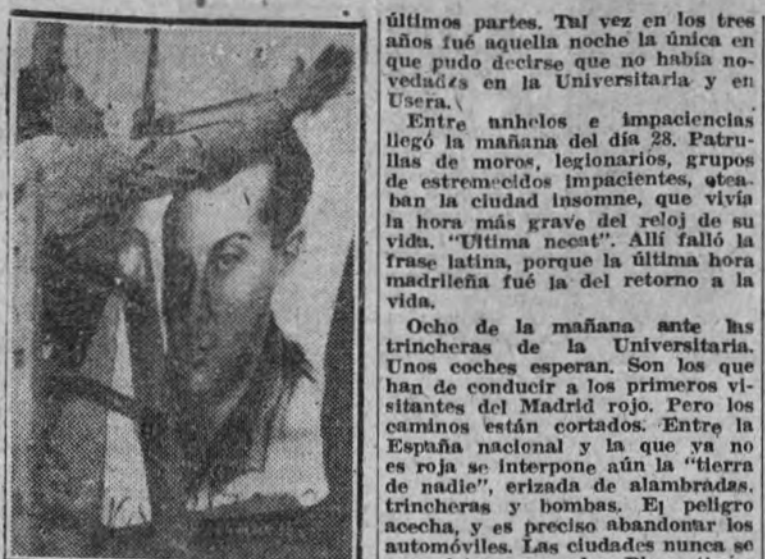 últimos partes. Tal vez en los tres
años fué aquella noche la única en
que pudo decirse que no había no-
vedades en la Universitaria y en
Usera.
Entre anhelos e impaciencias
llegó la mañana del día 28. Patru-
llas de moros, legionarios, grupos
de estremecidos impacientes, otea-
ban la ciudad insomne, que vivía
la hora más grave del reloj de su
vida. "Ultima necat". Allí falló la
frase latina, porque la última hora
madrileña fué la del retorno a la
vida.
Ocho de la mañana ante las
trincheras de la Universitaria.
Unos coches esperan. Son los que
han de conducir a los primeros vi-
sitantes del Madrid rojo. Pero los
caminos están cortados. Entre la
España nacional y la que ya no
es roja se interpone aún la "tierra
de nadie", erizada de alambradas,
trincheras y bombas. El peligro
acecha, y es preciso abandonar los
automóviles. Las ciudades nunca se